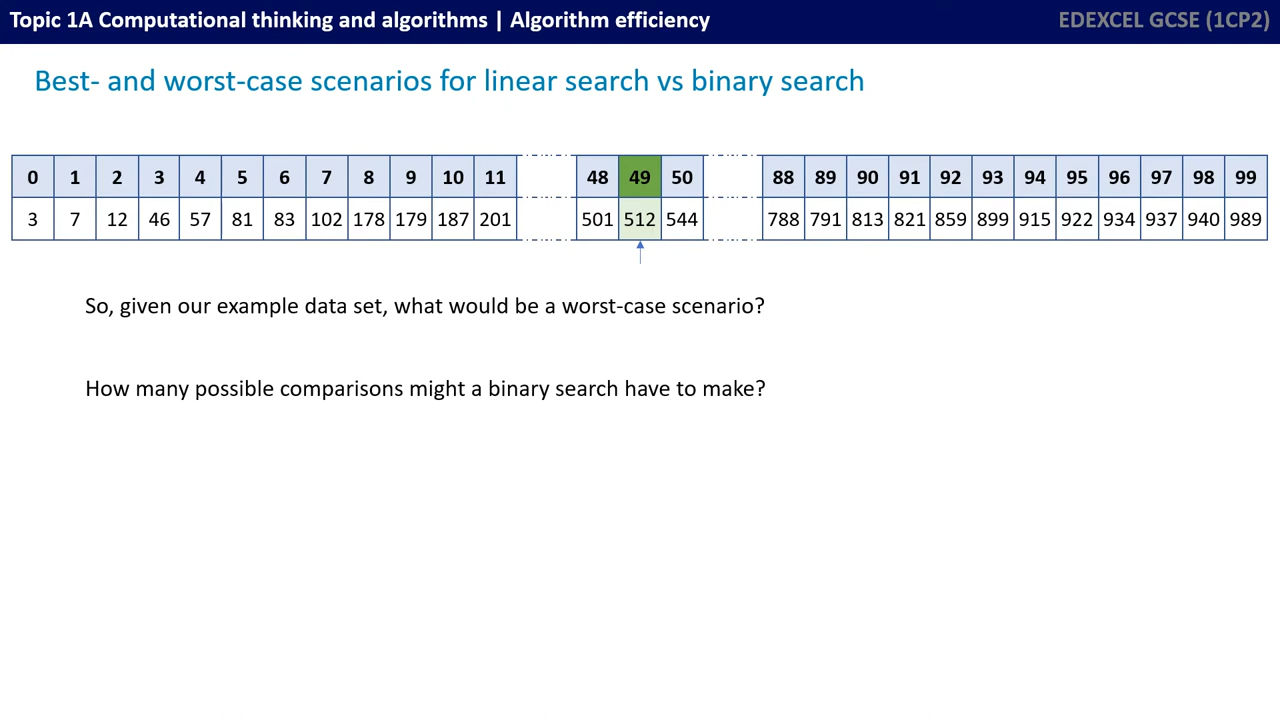 Topic 1A Computational thinking and algorithms | Algorithm efficiency
EDEXCEL GCSE (1CP2)
Best- and worst-case scenarios for linear search vs binary search
0 1 2 3 4 5 6 7 8 9 10 11 48 49 50 88 89 90 91 92 93 94 95 96 97 98 99
3 7 12 46 57 81 83 102 178 179 187 201 501 512 544 788 791 813 821 859 899 915 922 934 937 940 989
So, given our example data set, what would be a worst-case scenario?
How many possible comparisons might a binary search have to make?